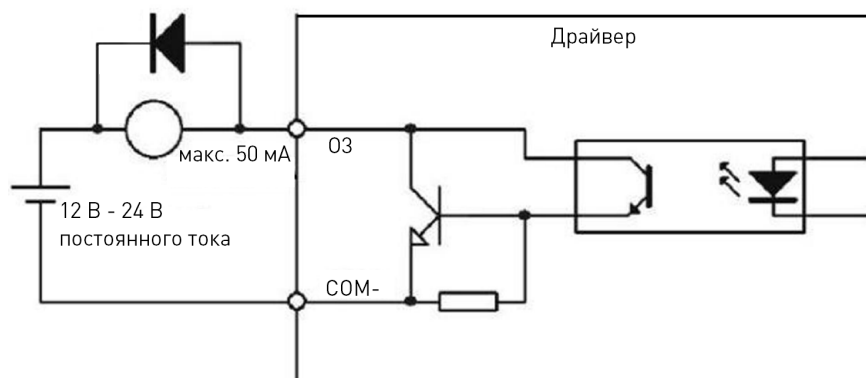 Драйвер
макс. 50 мА
O3
12 В - 24 В
постоянного тока
COM-